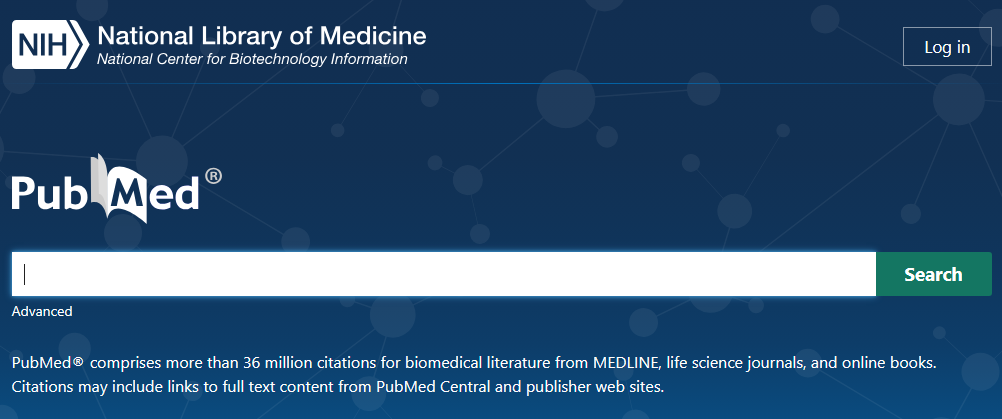 NIH National Library of Medicine
National Center for Biotechnology Information
Log in
PubMed®
Search
Advanced
PubMed® comprises more than 36 million citations for biomedical literature from MEDLINE, life science journals, and online books.
Citations may include links to full text content from PubMed Central and publisher web sites.